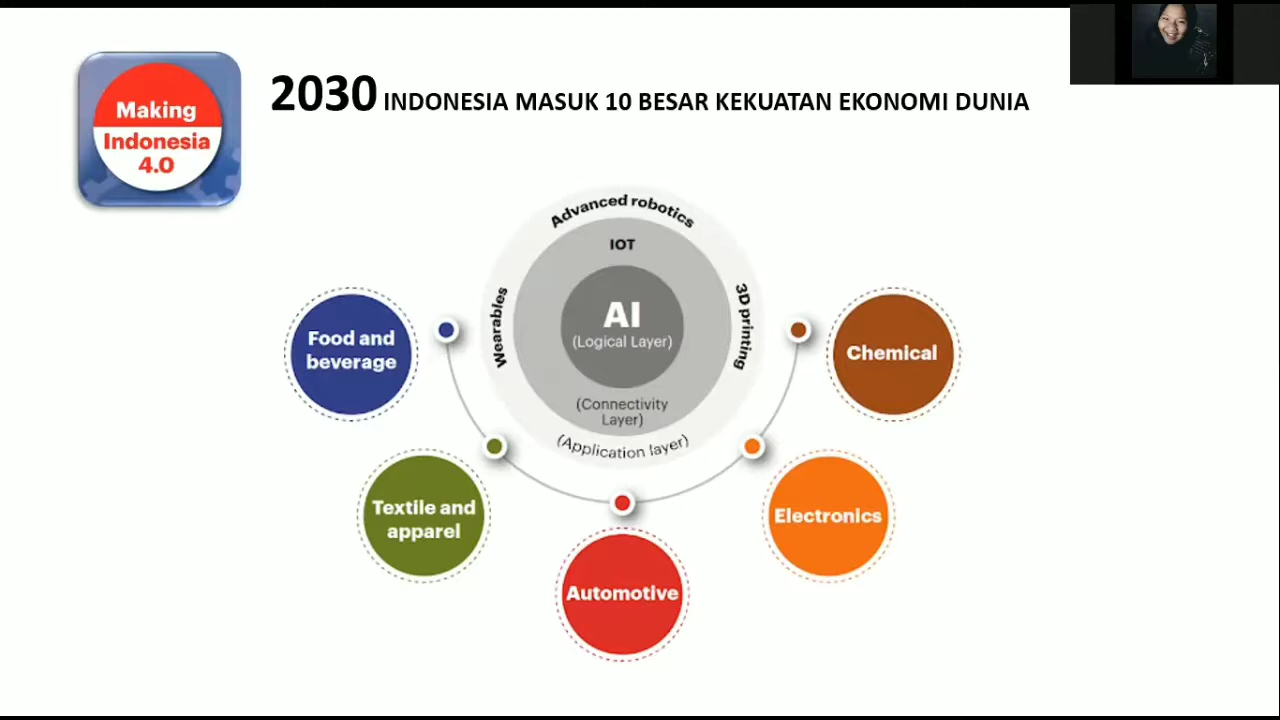 Making
Indonesia
4.0
2030 INDONESIA MASUK 10 BESAR KEKUATAN EKONOMI DUNIA
Advanced robotics
IOT
Wearables
3D printing
AI
(Logical Layer)
(Connectivity
Layer)
(Application layer)
Food and
beverage
Textile and
apparel
Automotive
Electronics
Chemical